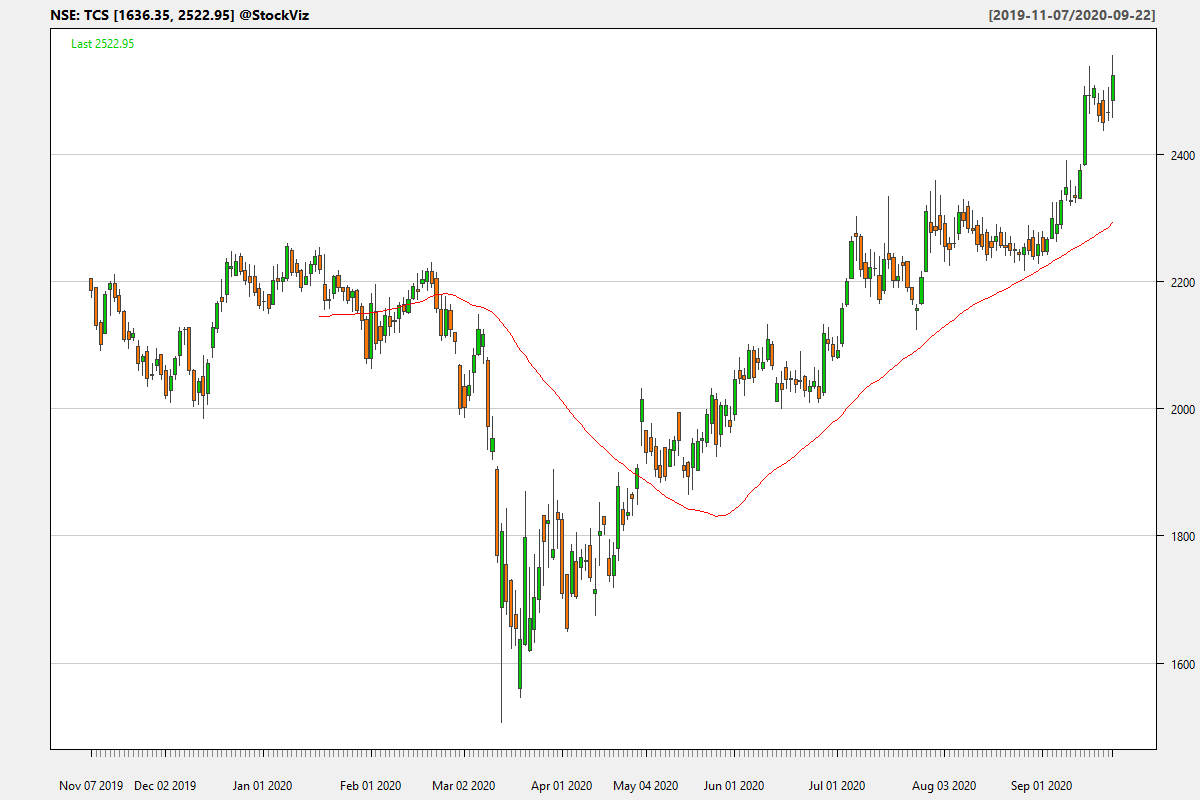 NSE: TCS [1636.35, 2522.95] @StockViz [2019-11-07/2020-09-22]
Last 2522.95
2400
2200
2000
1800
1600
Nov 07 2019 Dec 02 2019 Jan 01 2020 Feb 01 2020 Mar 02 2020 Apr 01 2020 May 04 2020 Jun 01 2020 Jul 01 2020 Aug 03 2020 Sep 01 2020